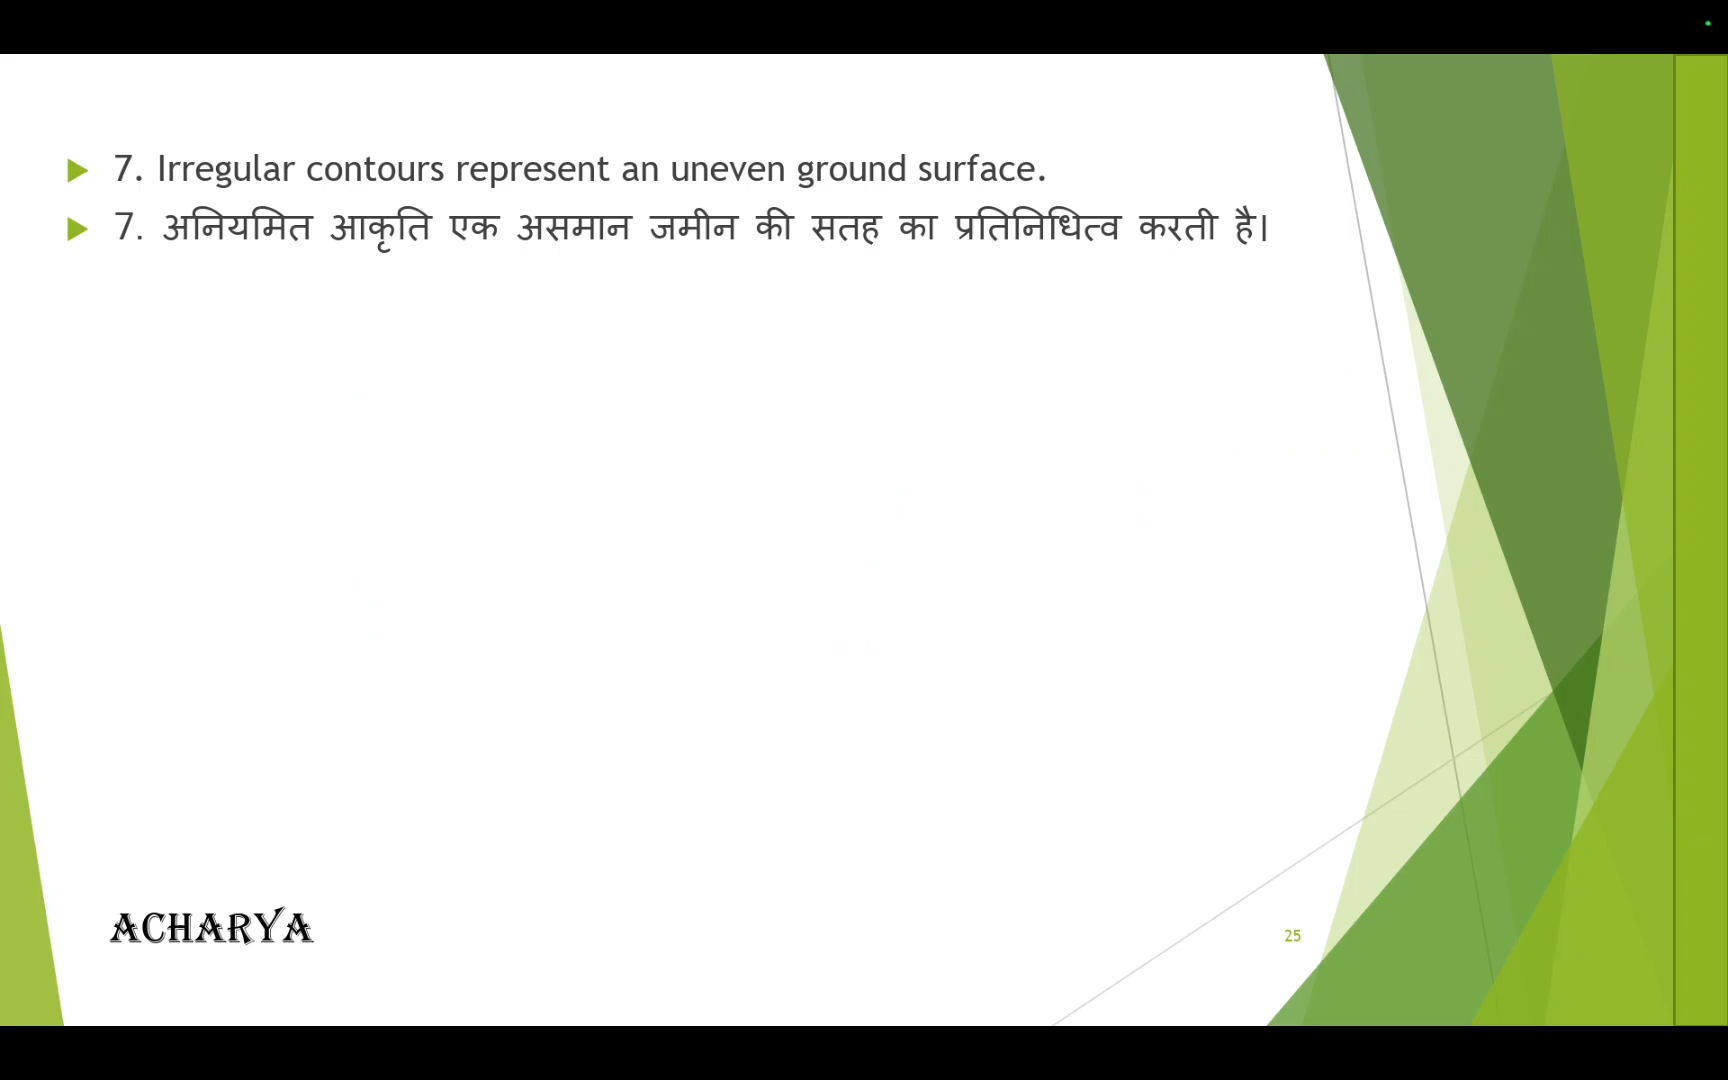 7. Irregular contours represent an uneven ground surface.
7. अनियमित आकृति एक असमान जमीन की सतह का प्रतिनिधित्व करती है।
ACHARYA
25